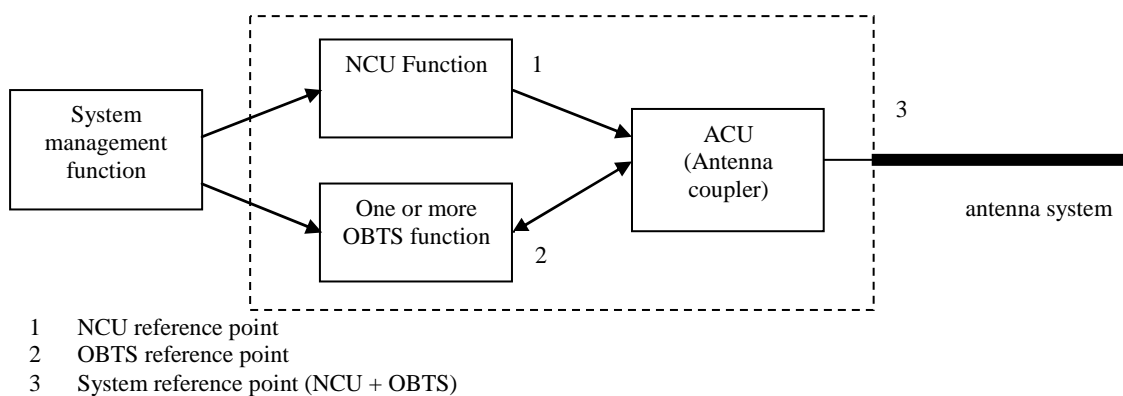 NCU Function
1
System
management
function
ACU
(Antenna
coupler)
3
One or more
OBTS function
2
antenna system
1 NCU reference point
2 OBTS reference point
3 System reference point (NCU + OBTS)